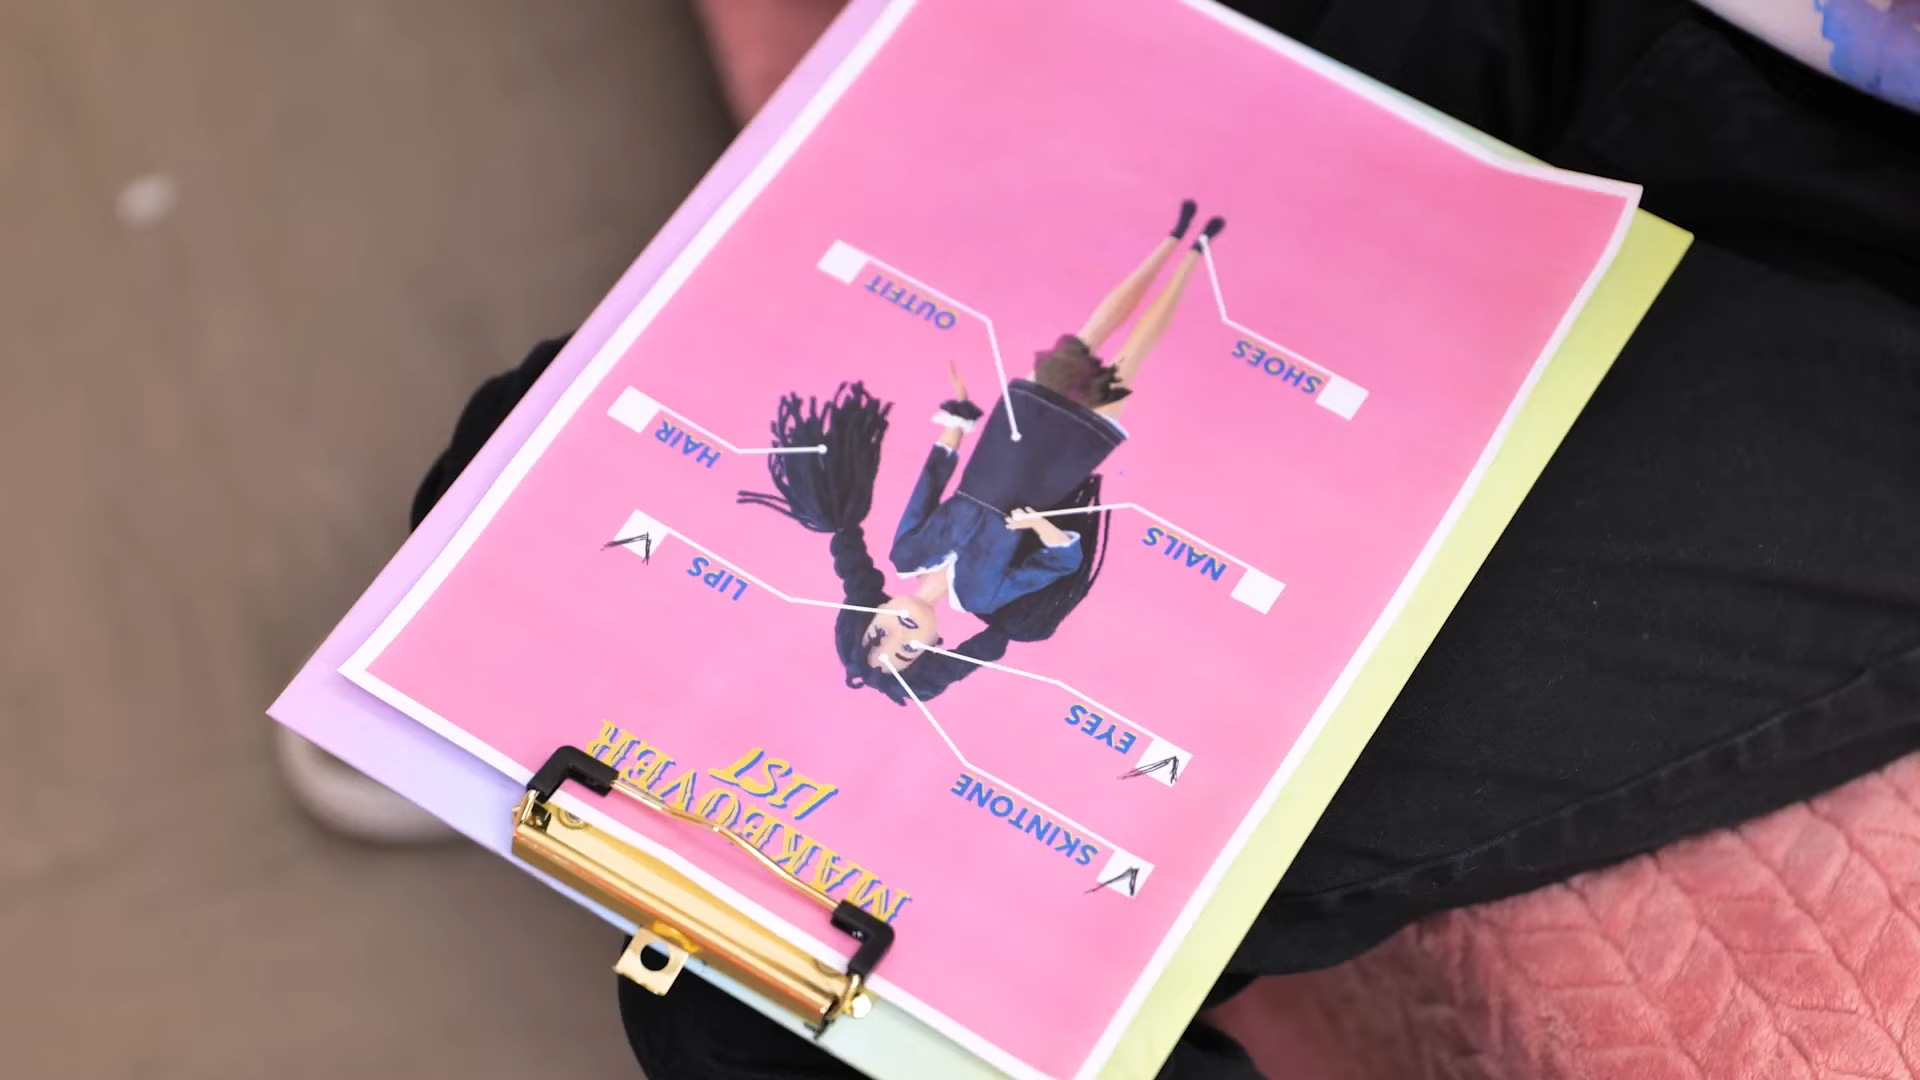 MAKEOVER
LIST
SKINTONE
EYES
LIPS
NAILS
HAIR
SHOES
OUTFIT